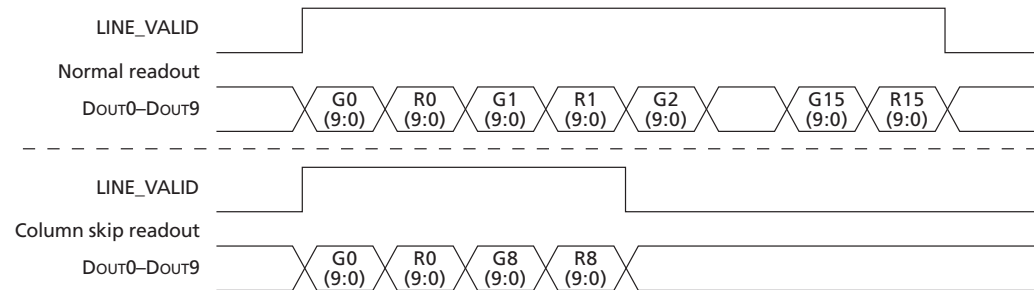 LINE_VALID
Normal readout
DOUT0–DOUT9
G0 (9:0)
R0 (9:0)
G1 (9:0)
R1 (9:0)
G2 (9:0)
G15 (9:0)
R15 (9:0)
LINE_VALID
Column skip readout
DOUT0–DOUT9
G0 (9:0)
R0 (9:0)
G8 (9:0)
R8 (9:0)